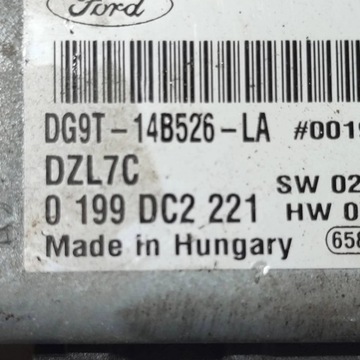 Ford
DG9T-14B526-LA #001
DZL7C
SW 02
0 199 DC2 221 HW 0
Made in Hungary 658